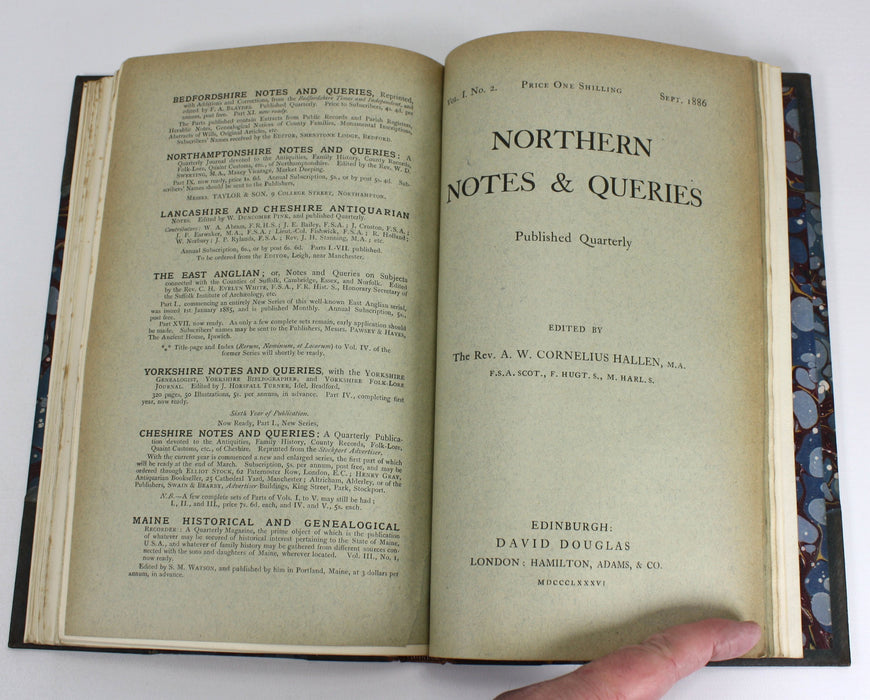 BEDFORDSHIRE NOTES AND QUERIES, Reprinted,
with Additions and Corrections, from the Bedfordshire Times and Independent, and
edited by F. A. BLAYDES. Published Quarterly. Price to Subscribers, 4s. 4d. per
annum, post free. Part XI. now ready.
The Parts published contain Extracts from Public Records and Parish Registers,
Heraldic Notes, Genealogical Notices of County Families, Monumental Inscriptions,
Abstracts of Wills, Original Articles, etc.
Subscribers' Names received by the EDITOR, SHENSTONE LODGE, BEDFORD.
NORTHAMPTONSHIRE NOTES AND QUERIES: A
Quarterly Journal devoted to the Antiquities, Family History, County Records,
Folk-Lore, Quaint Customs, etc., of Northamptonshire. Edited by the Rev. W. D.
SWEETING, M.A., Maxey Vicarage, Market Deeping.
Part IX. now ready, price 1s. 6d. Annual Subscription, 5s., or by post 5s. 4d. Sub-
scribers' Names should be sent to the Publishers,
MESSRS. TAYLOR & SON, 9 COLLEGE STREET, NORTHAMPTON.
LANCASHIRE AND CHESHIRE ANTIQUARIAN
NOTES. Edited by W. DUNCOMBE PINK, and published Quarterly.
Contributors: W. A. Abram, F.R.H.S.; J. E. Bailey, F.S.A.; J. Croston, F.S.A.;
J. P. Earwaker, M.A., F.S.A.; Lieut.-Col. Fishwick, F.S.A.; R. Holland;
W. Norbury; J. P. Rylands, F.S.A.; Rev. J. H. Stanning, M.A.; etc.
Annual Subscription, 6s., or by post 6s. 6d. Parts I.-VII. published.
To be ordered from the EDITOR, Leigh, near Manchester.
THE EAST ANGLIAN; or, Notes and Queries on Subjects
connected with the Counties of Suffolk, Cambridge, Essex, and Norfolk. Edited
by the Rev. C. H. EVELYN WHITE, F.S.A., F.R. Hist. S., Honorary Secretary of
the Suffolk Institute of Archæology, etc.
Part I., commencing an entirely New Series of this well-known East Anglian serial,
was issued 1st January 1885, and is published Monthly. Annual Subscription, 5s.,
post free.
Part XVII. now ready. As only a few complete sets remain, early application should
be made. Subscribers' names may be sent to the Publishers, Messrs. PAWSEY & HAYES,
The Ancient House, Ipswich.
*** Title-page and Index (Rerum, Nominum, et Locorum) to Vol. IV. of the
former Series will shortly be ready.
YORKSHIRE NOTES AND QUERIES, with the YORKSHIRE
GENEALOGIST, YORKSHIRE BIBLIOGRAPHER, and YORKSHIRE FOLK-LORE
JOURNAL. Edited by J. HORSFALL TURNER, Idel, Bradford.
320 pages, 50 Illustrations, 5s. per annum, in advance. Part IV., completing first
year, now ready.
Sixth Year of Publication.
Now Ready, Part I., New Series,
CHESHIRE NOTES AND QUERIES; A Quarterly Publica-
tion devoted to the Antiquities, Family History, County Records, Folk-Lore,
Quaint Customs, etc., of Cheshire. Reprinted from the Stockport Advertiser.
With the current year is commenced a new and enlarged series, the first part of which
will be ready at the end of March. Subscription, 5s. per annum, post free, and may be
ordered through ELLIOT STOCK, 62 Paternoster Row, London, E.C.; HENRY GRAY,
Antiquarian Bookseller, 25 Cathedral Yard, Manchester; Altricham, Alderley, or of the
Publishers, SWAIN & BEARBY, Advertiser Buildings, King Street, Park, Stockport.
N.B.—A few complete sets of Parts of Vols. I. to V. may still be had;
I., II., and III., price 7s. 6d. each, and IV. and V., 5s. each.
MAINE HISTORICAL AND GENEALOGICAL
RECORDER: A Quarterly Magazine, the prime object of which is the publication
of whatever may be secured of historical interest pertaining to the State of Maine,
U.S.A., and whatever of family history may be gathered from different sources con-
nected with the sons and daughters of Maine, wherever located. Vol. III., No. 1,
now ready.
Edited by S. M. WATSON, and published by him in Portland, Maine, at 3 dollars per
annum, in advance.
Vol. I. No. 2. PRICE ONE SHILLING SEPT. 1886
NORTHERN
NOTES & QUERIES
Published Quarterly
EDITED BY
The Rev. A. W. CORNELIUS HALLEN, M.A.
F.S.A. SCOT., F. HUGT. S., M. HARL. S.
EDINBURGH:
DAVID DOUGLAS
LONDON: HAMILTON, ADAMS, & CO.
MDCCCLXXXVI